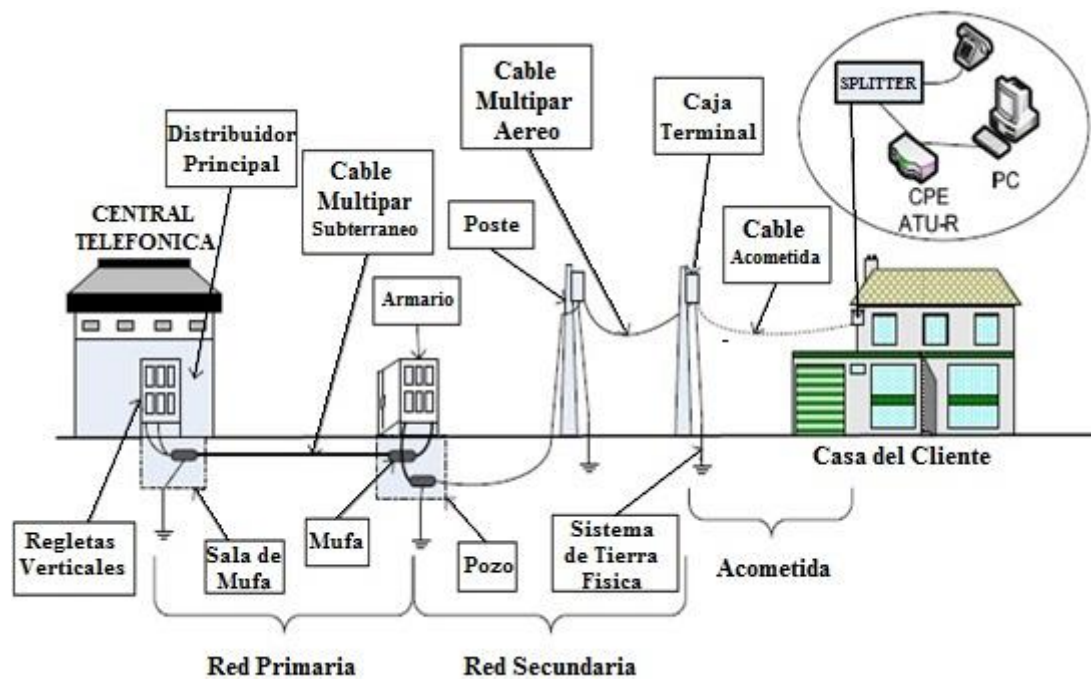 CENTRAL
TELEFONICA
Distribuidor
Principal
Cable
Multipar
Subterraneo
Armario
Poste
Cable
Multipar
Aereo
Caja
Terminal
Cable
Acometida
SPLITTER
CPE
ATU-R
PC
Casa del Cliente
Regletas
Verticales
Sala de
Mufa
Mufa
Pozo
Sistema
de Tierra
Fisica
Acometida
Red Primaria
Red Secundaria